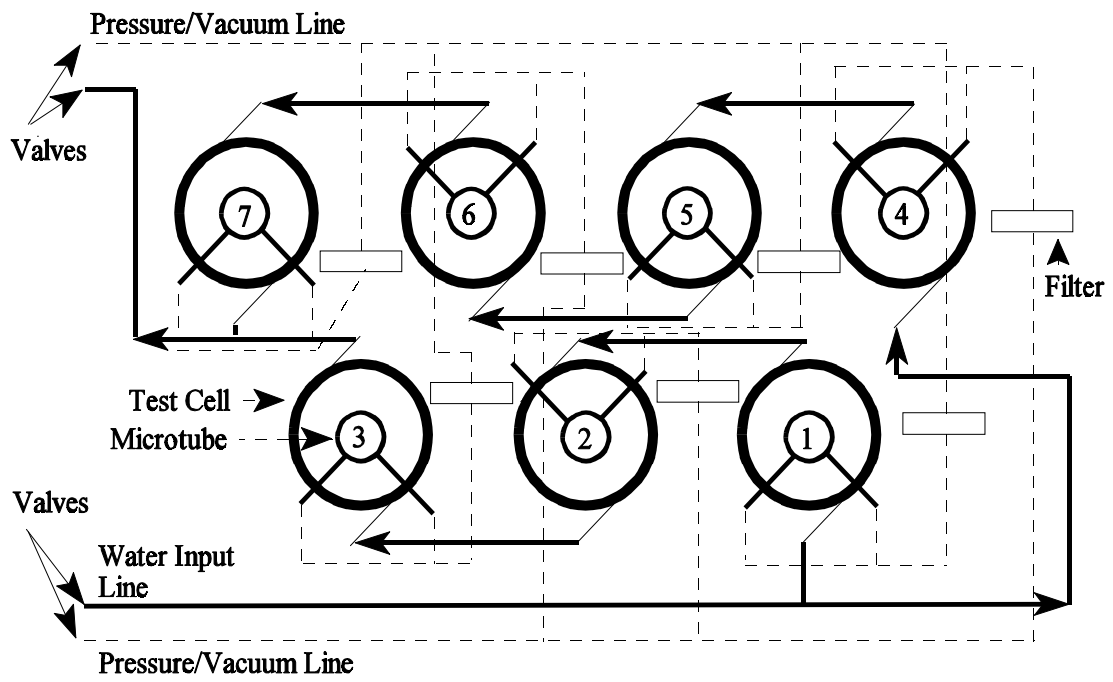 Pressure/Vacuum Line
Valves
7
6
5
4
Filter
Test Cell
Microtube
3
2
1
Valves
Water Input
Line
Pressure/Vacuum Line